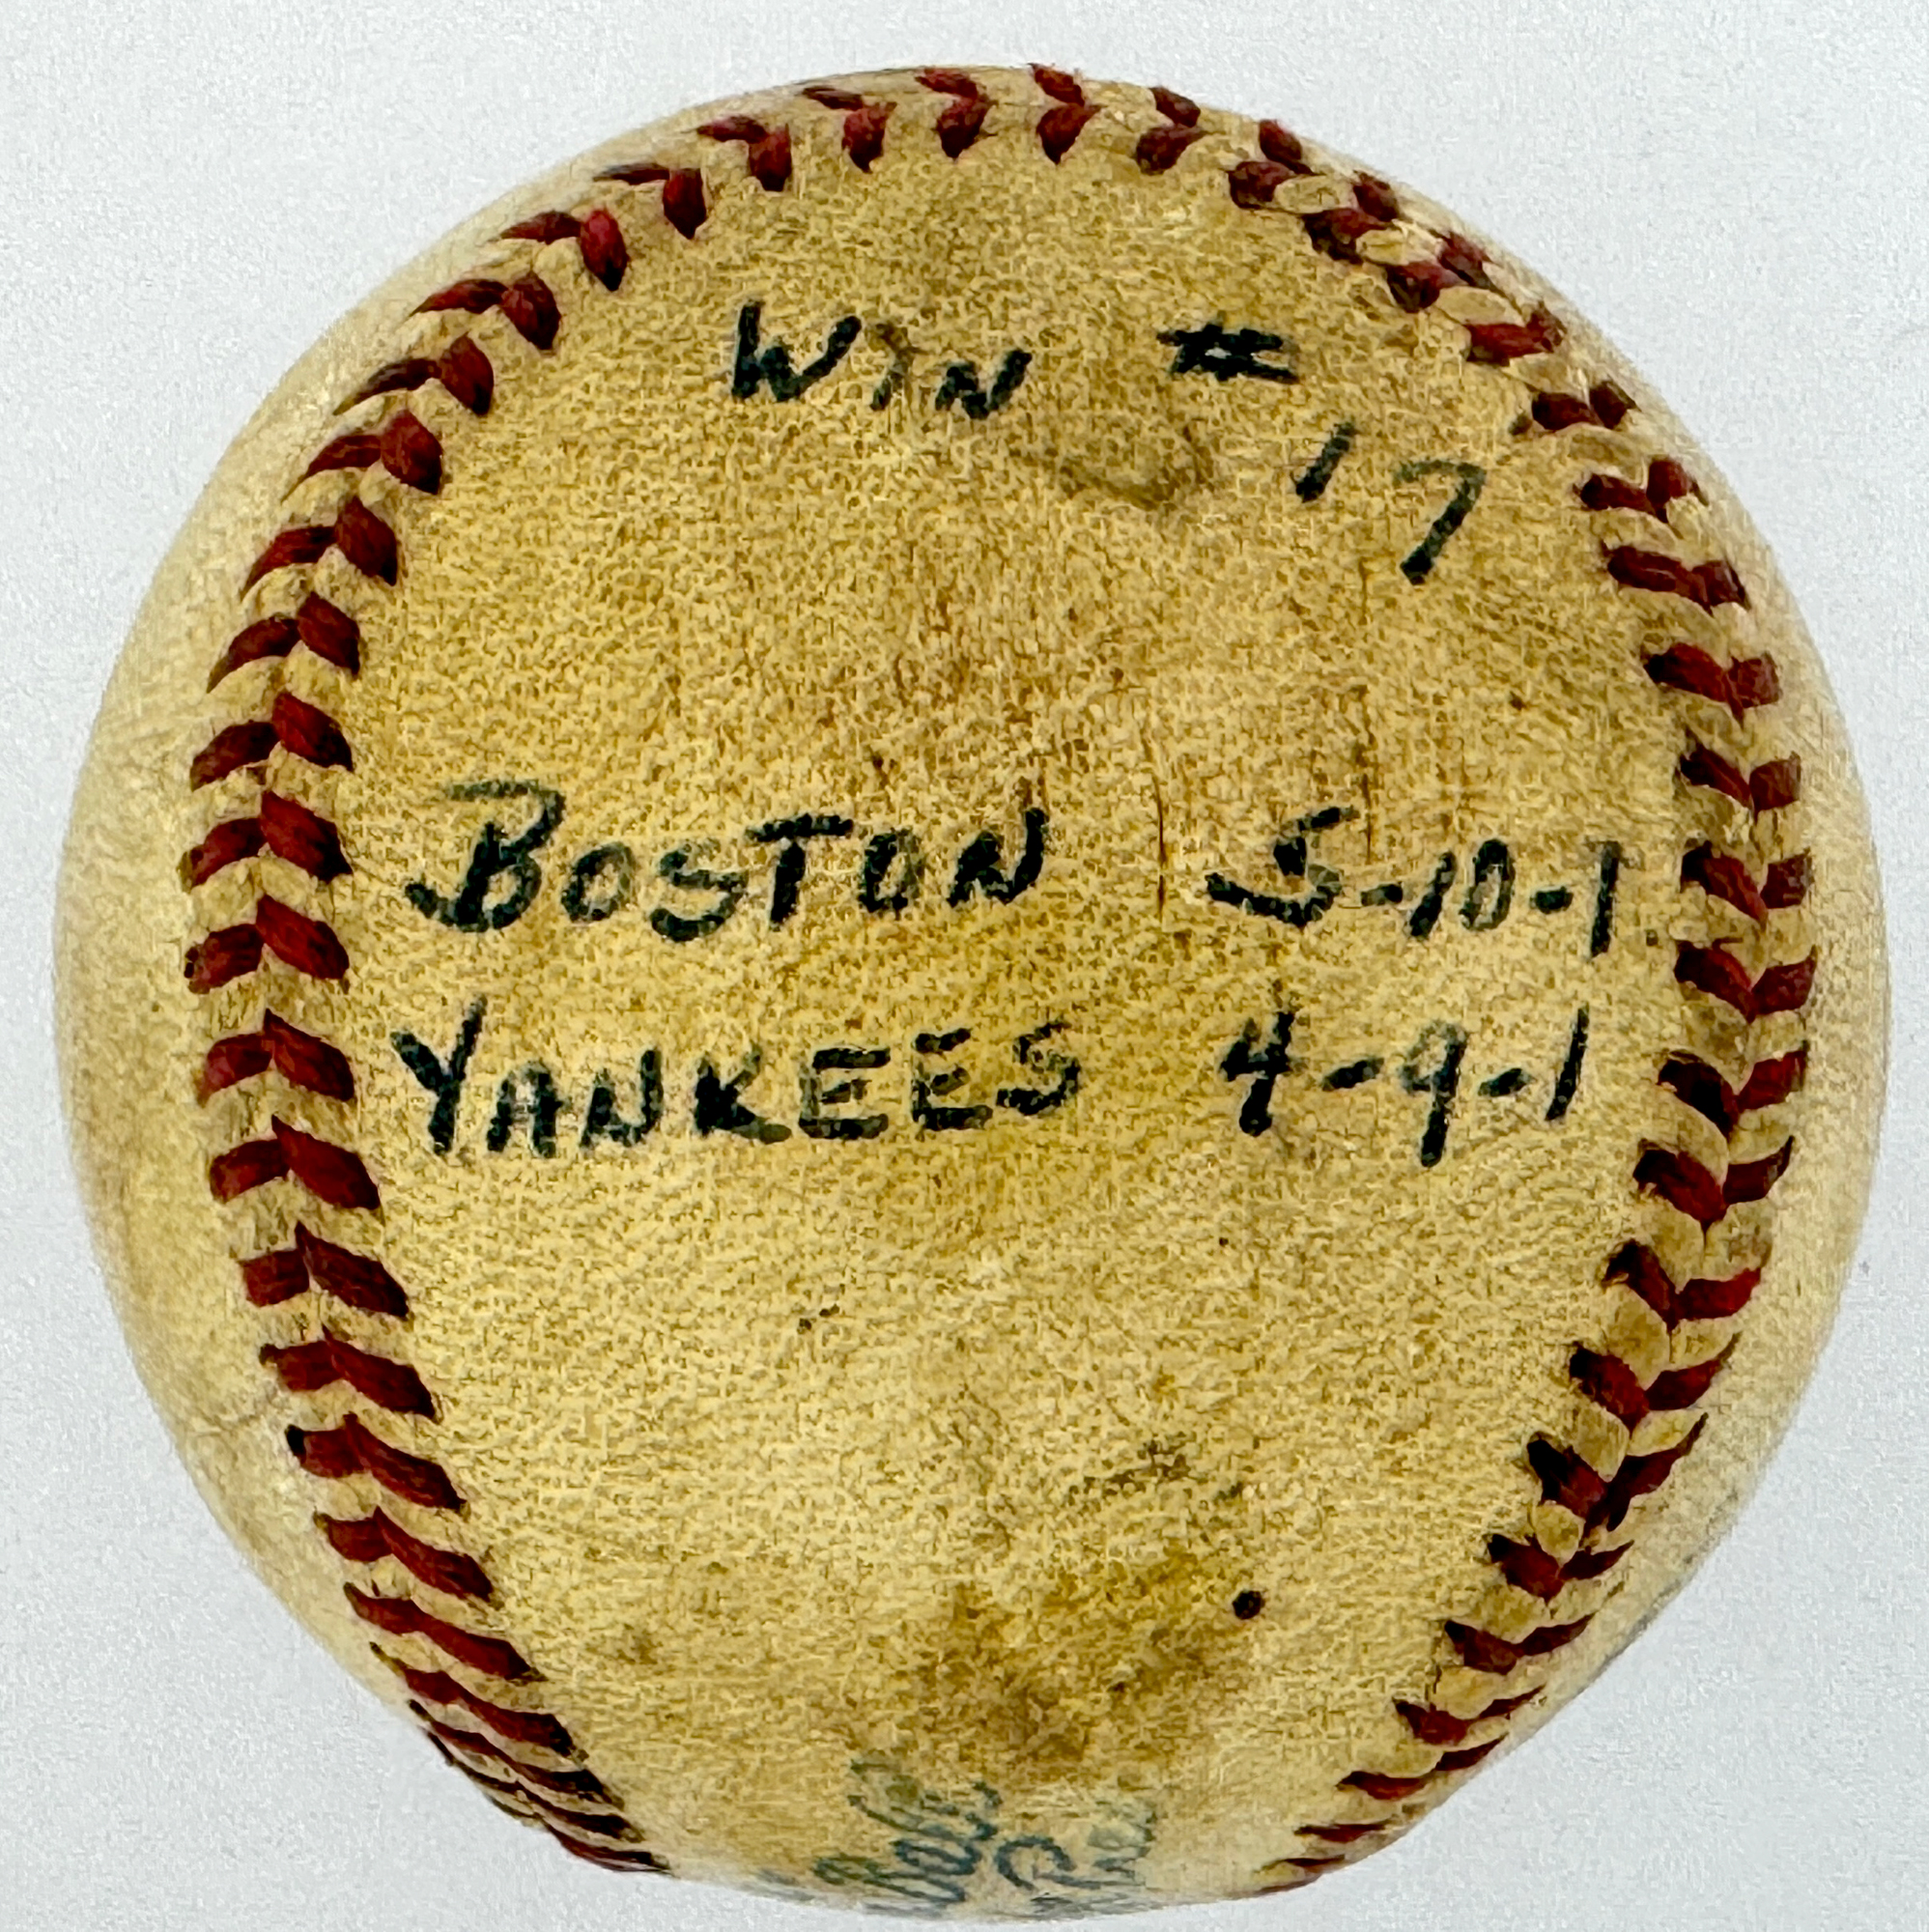 WIN #
17
BOSTON 5-10-1
YANKEES 4-9-1